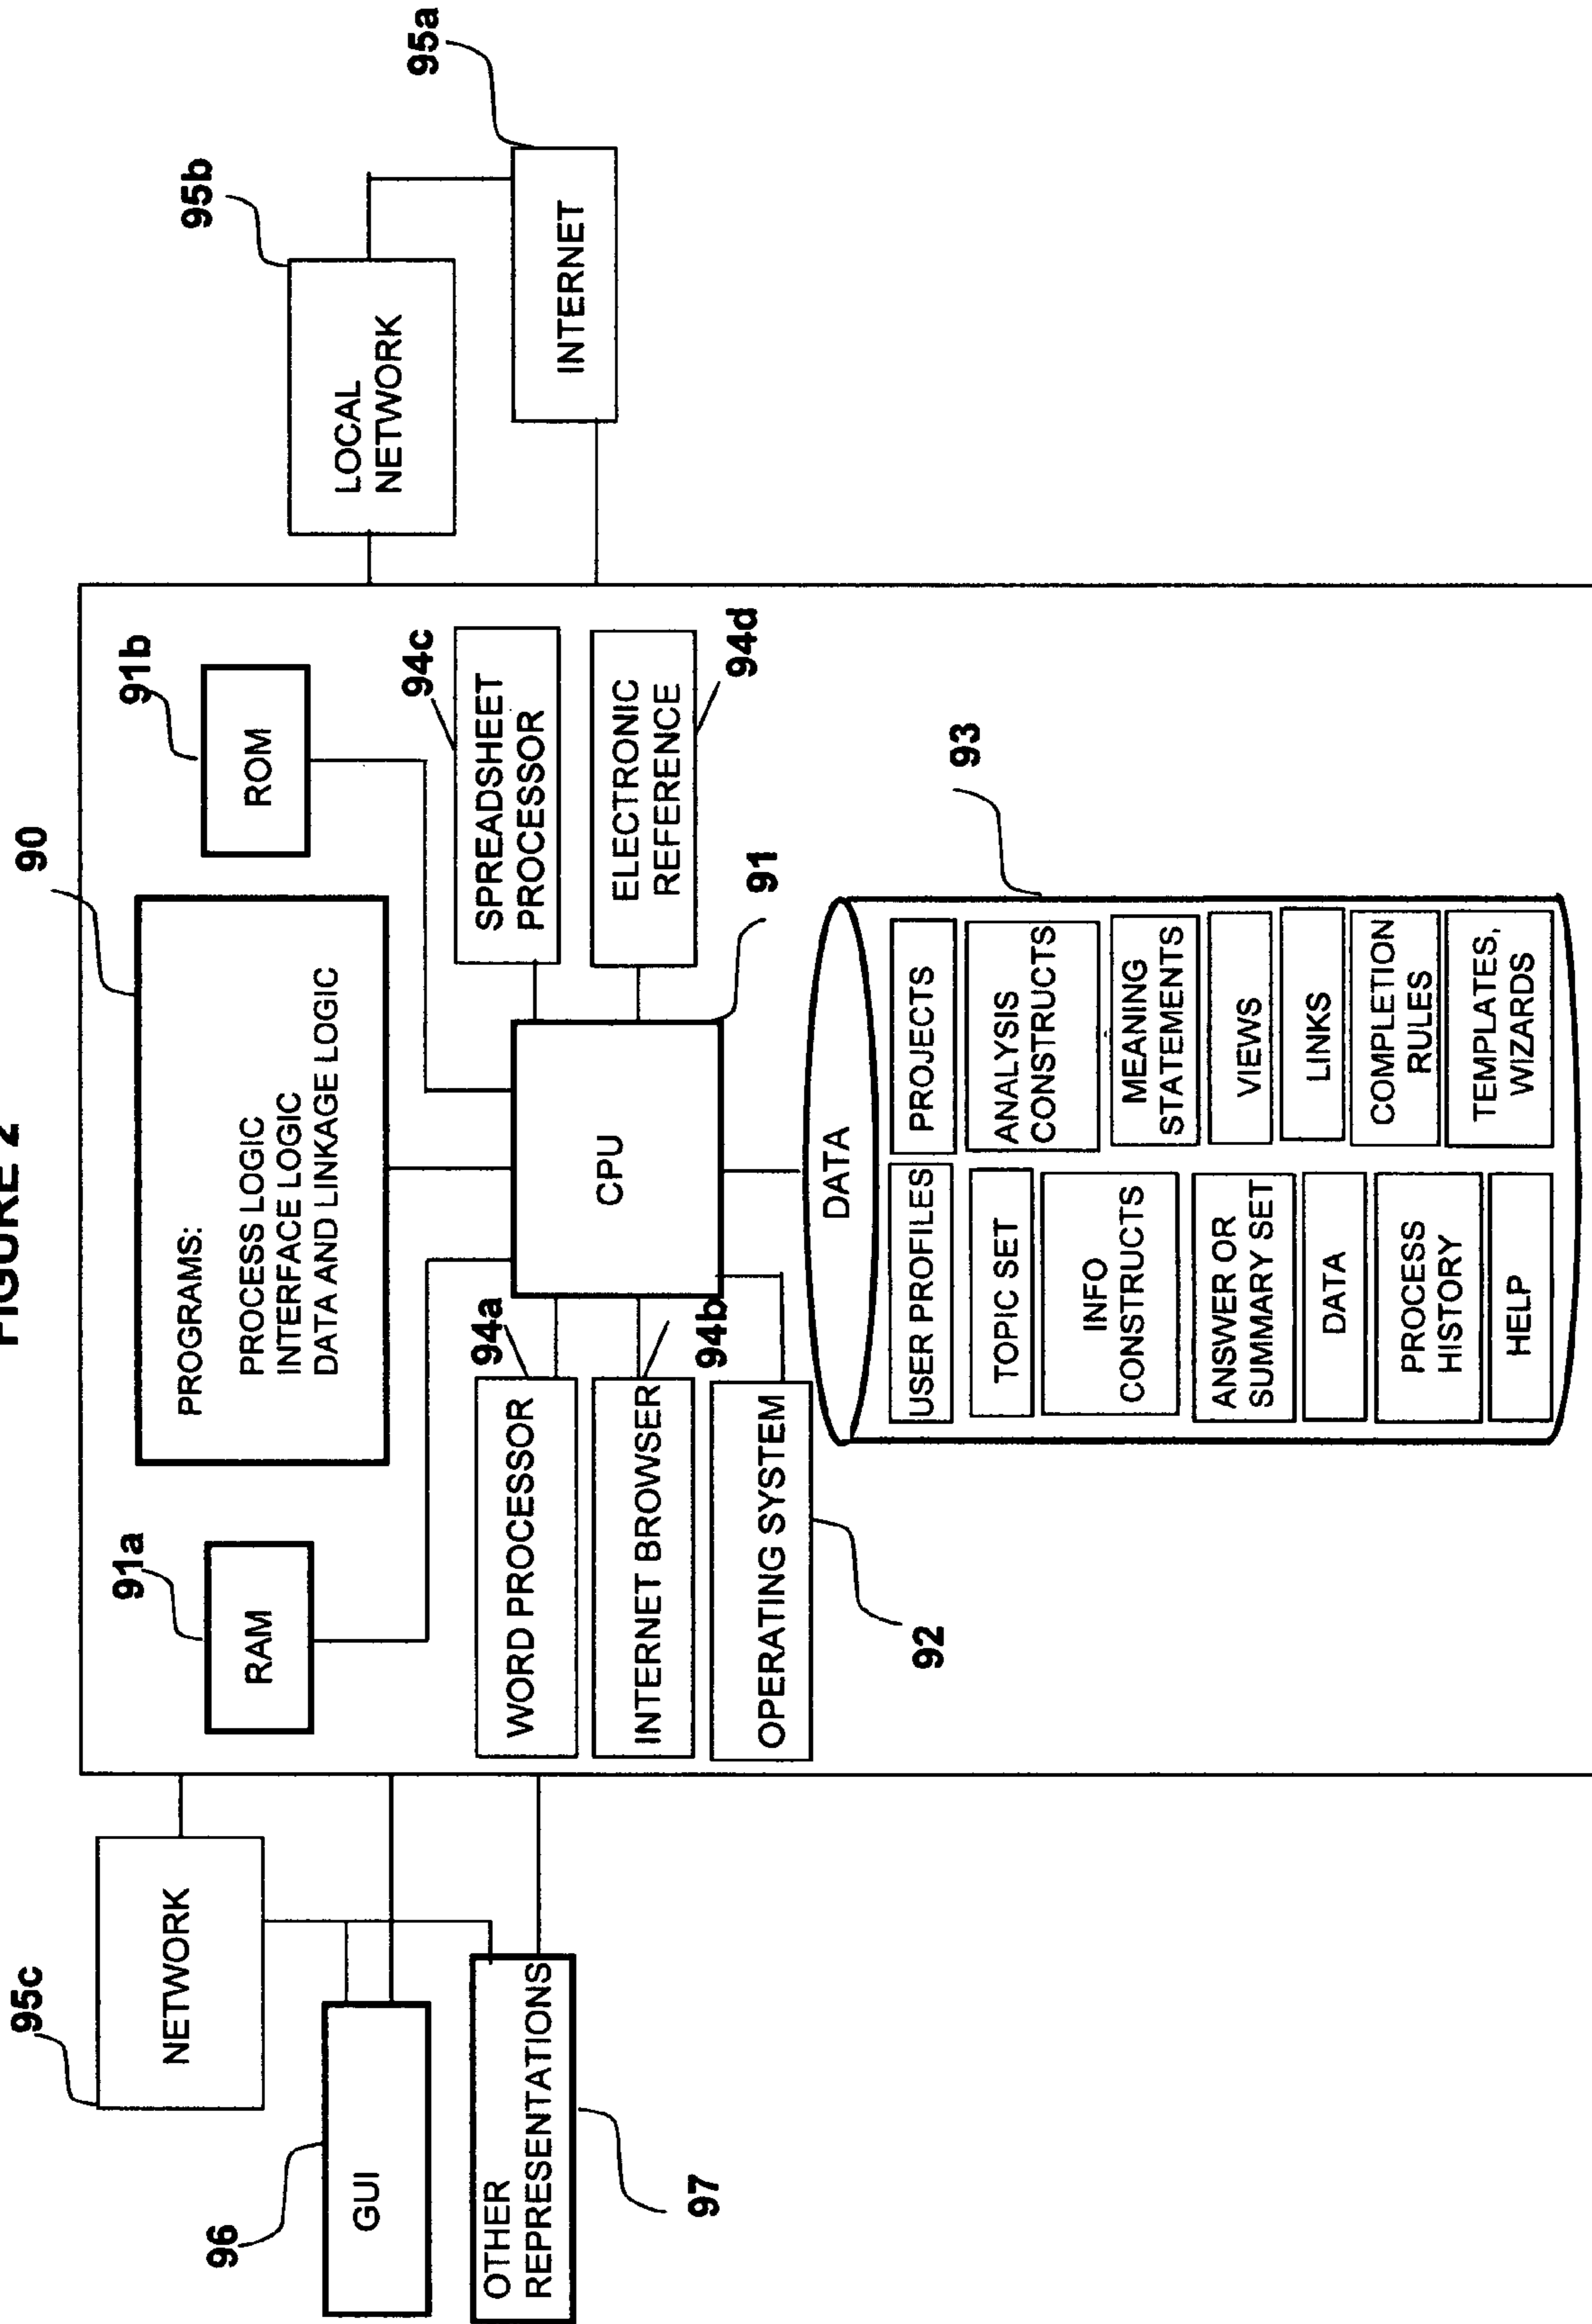 FIGURE 2
90
PROGRAMS:
PROCESS LOGIC
INTERFACE LOGIC
DATA AND LINKAGE LOGIC
91a
RAM
91b
ROM
95c
NETWORK
96
GUI
OTHER
REPRESENTATIONS
97
94a
WORD PROCESSOR
INTERNET BROWSER
94b
OPERATING SYSTEM
92
CPU
91
94c
SPREADSHEET
PROCESSOR
ELECTRONIC
REFERENCE
94d
95b
LOCAL
NETWORK
95a
INTERNET
93
DATA
USER PROFILES
TOPIC SET
INFO
CONSTRUCTS
ANSWER OR
SUMMARY SET
DATA
PROCESS
HISTORY
HELP
PROJECTS
ANALYSIS
CONSTRUCTS
MEANING
STATEMENTS
VIEWS
LINKS
COMPLETION
RULES
TEMPLATES,
WIZARDS